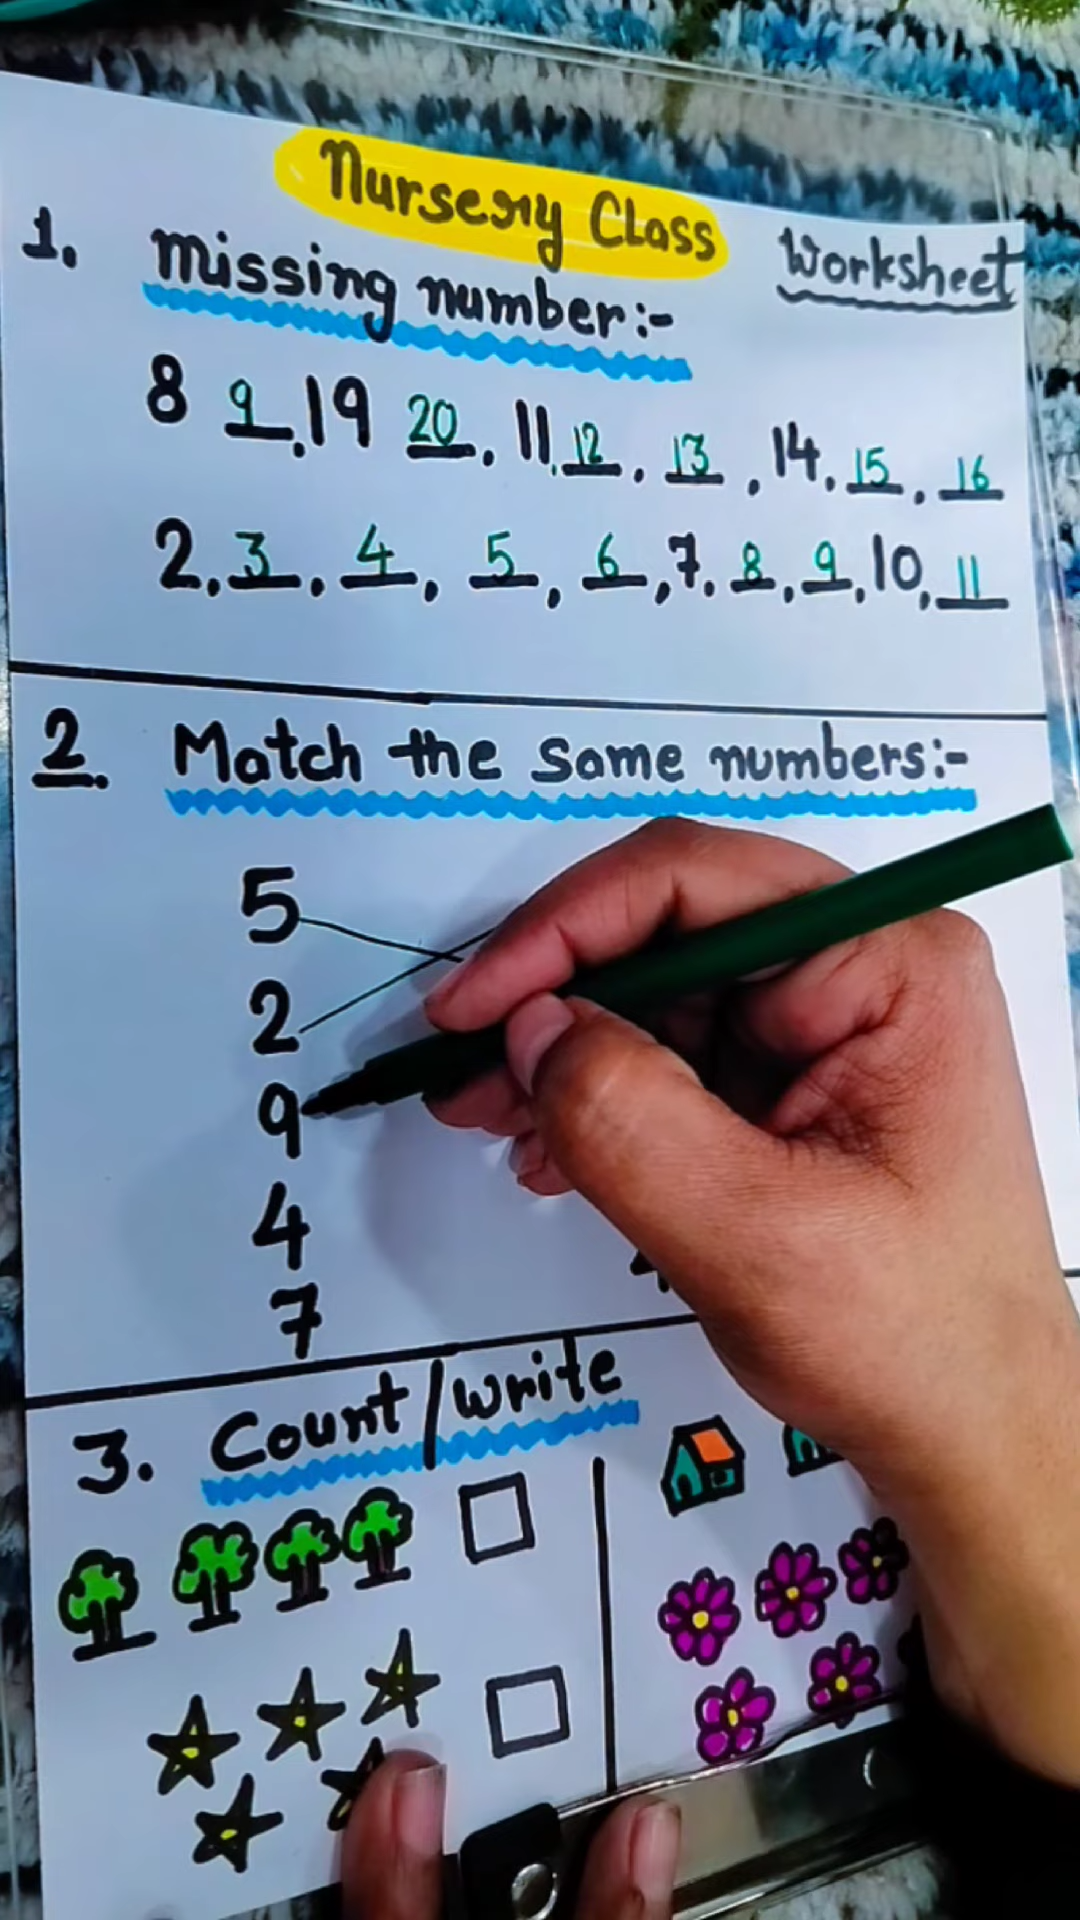 Nursery Class
Worksheet
1. missing number:-
8 9, 19 20, 11, 12, 13, 14, 15, 16
2, 3, 4, 5, 6, 7, 8, 9, 10, 11
2. Match the same numbers:-
5
2
9
4
4
7
3. Count/write